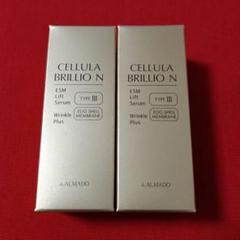 CELLULA
BRILLIO N
ESM
Lift
Serum
TYPE III
Wrinkle
Plus
EGG SHELL
MEMBRANE
ALMADO
CELLULA
BRILLIO N
ESM
Lift
Serum
TYPE III
Wrinkle
Plus
EGG SHELL
MEMBRANE
ALMADO